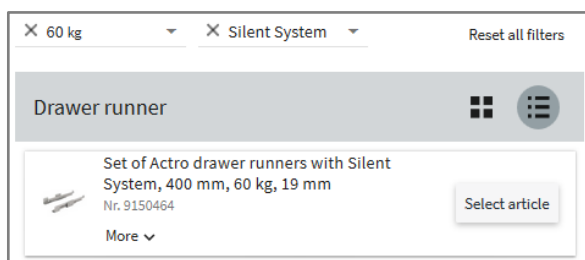 60 kg
Silent System
Reset all filters
Drawer runner
Set of Actro drawer runners with Silent
System, 400 mm, 60 kg, 19 mm
Nr. 9150464
Select article
More